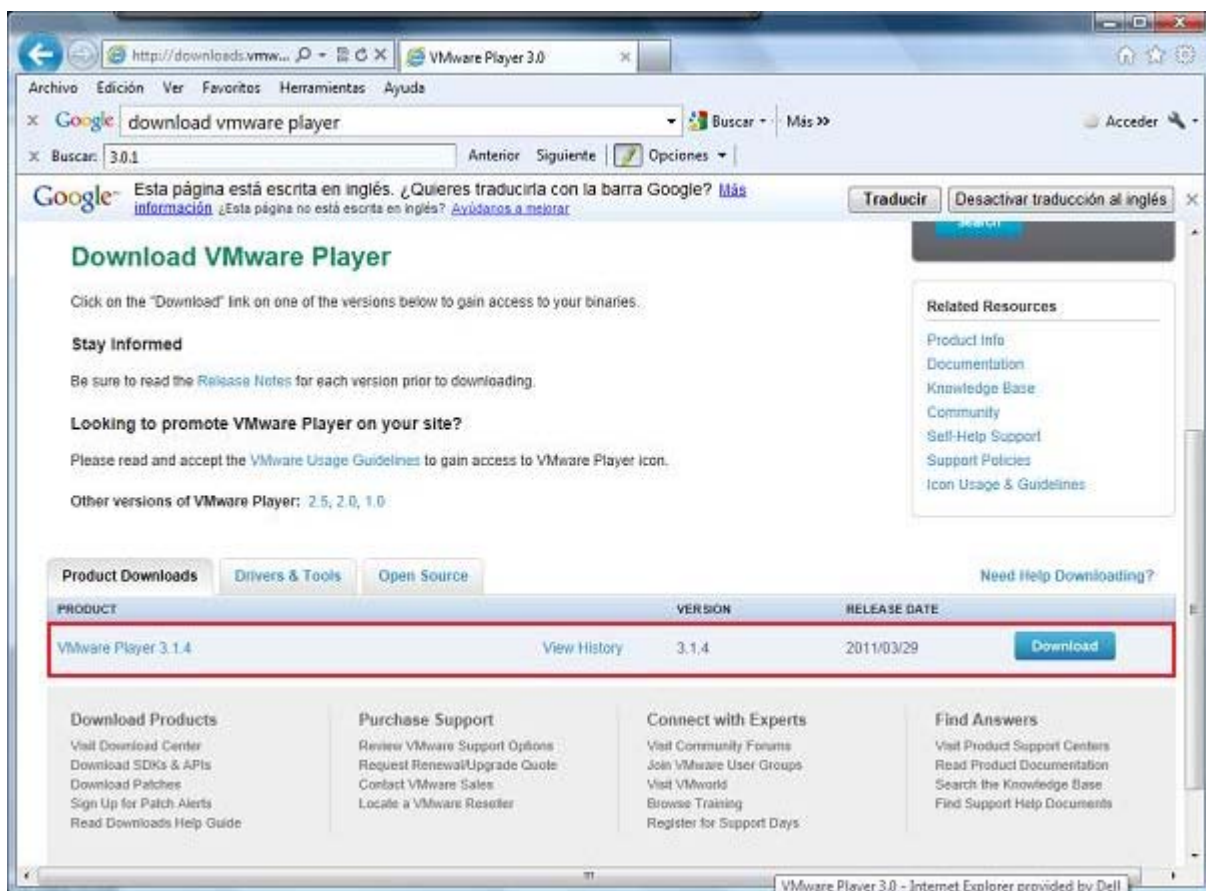 http://downloads.vmw...
VMware Player 3.0
Archivo Edición Ver Favoritos Herramientas Ayuda
Google download vmware player Buscar Más >> Acceder
Buscar: 3.0.1 Anterior Siguiente Opciones
Google Esta página está escrita en inglés. ¿Quieres traducirla con la barra Google? Más información ¿Esta página no está escrita en inglés? Ayúdanos a mejorar
Traducir Desactivar traducción al inglés
Search
Download VMware Player
Click on the "Download" link on one of the versions below to gain access to your binaries.
Stay Informed
Be sure to read the Release Notes for each version prior to downloading.
Looking to promote VMware Player on your site?
Please read and accept the VMware Usage Guidelines to gain access to VMware Player icon.
Other versions of VMware Player: 2.5, 2.0, 1.0
Related Resources
Product Info
Documentation
Knowledge Base
Community
Self-Help Support
Support Policies
Icon Usage & Guidelines
Product Downloads Drivers & Tools Open Source Need Help Downloading?
PRODUCT VERSION RELEASE DATE
VMware Player 3.1.4 View History 3.1.4 2011/03/29 Download
Download Products
Visit Download Center
Download SDKs & APIs
Download Patches
Sign Up for Patch Alerts
Read Downloads Help Guide
Purchase Support
Review VMware Support Options
Request Renewal/Upgrade Quote
Contact VMware Sales
Locate a VMware Reseller
Connect with Experts
Visit Community Forums
Join VMware User Groups
Visit VMworld
Browse Training
Register for Support Days
Find Answers
Visit Product Support Centers
Read Product Documentation
Search the Knowledge Base
Find Support Help Documents
VMware Player 3.0 - Internet Explorer provided by Dell